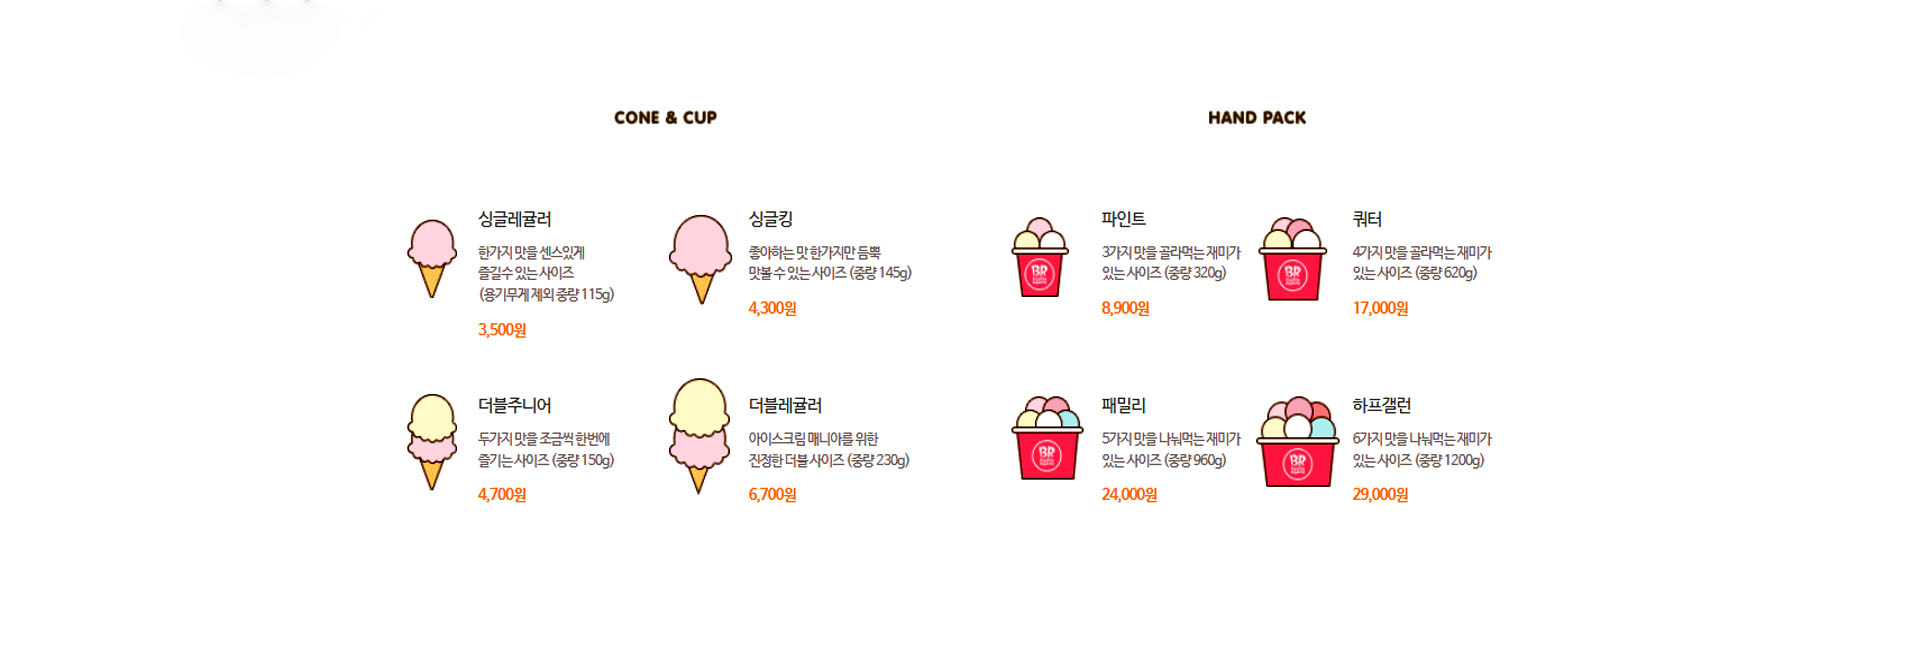 CONE & CUP
싱글레귤러
한가지 맛을 센스있게
즐길수 있는 사이즈
(용기무게 제외 중량 115g)
3,500원
싱글킹
좋아하는 맛 한가지만 듬뿍
맛볼 수 있는 사이즈 (중량 145g)
4,300원
더블주니어
두가지 맛을 조금씩 한번에
즐기는 사이즈 (중량 150g)
4,700원
더블레귤러
아이스크림 매니아를 위한
진정한 더블 사이즈 (중량 230g)
6,700원
HAND PACK
파인트
3가지 맛을 골라먹는 재미가
있는 사이즈 (중량 320g)
8,900원
BR
쿼터
4가지 맛을 골라먹는 재미가
있는 사이즈 (중량 620g)
17,000원
BR
패밀리
5가지 맛을 나눠먹는 재미가
있는 사이즈 (중량 960g)
24,000원
BR
하프갤런
6가지 맛을 나눠먹는 재미가
있는 사이즈 (중량 1200g)
29,000원
BR